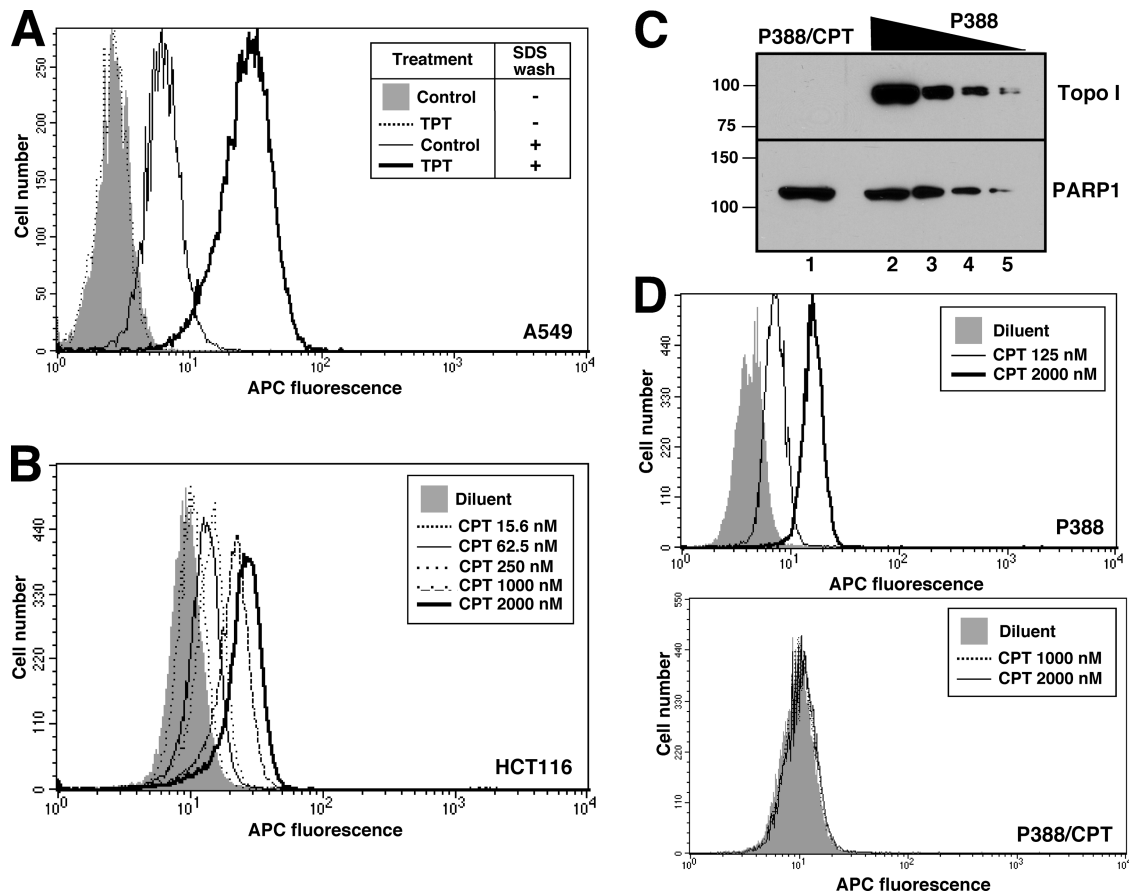 A
Cell number
250
200
150
100
50
0
Treatment SDS wash
Control -
TPT -
Control +
TPT +
A549
10^0 10^1 10^2 10^3 10^4
APC fluorescence
B
Cell number
440
330
220
110
0
Diluent
CPT 15.6 nM
CPT 62.5 nM
CPT 250 nM
CPT 1000 nM
CPT 2000 nM
HCT116
10^0 10^1 10^2 10^3 10^4
APC fluorescence
C
P388/CPT P388
100
75
Topo I
150
100
PARP1
1 2 3 4 5
D
Cell number
440
330
220
110
0
Diluent
CPT 125 nM
CPT 2000 nM
P388
10^0 10^1 10^2 10^3 10^4
APC fluorescence
Cell number
550
440
330
220
110
0
Diluent
CPT 1000 nM
CPT 2000 nM
P388/CPT
10^0 10^1 10^2 10^3 10^4
APC fluorescence